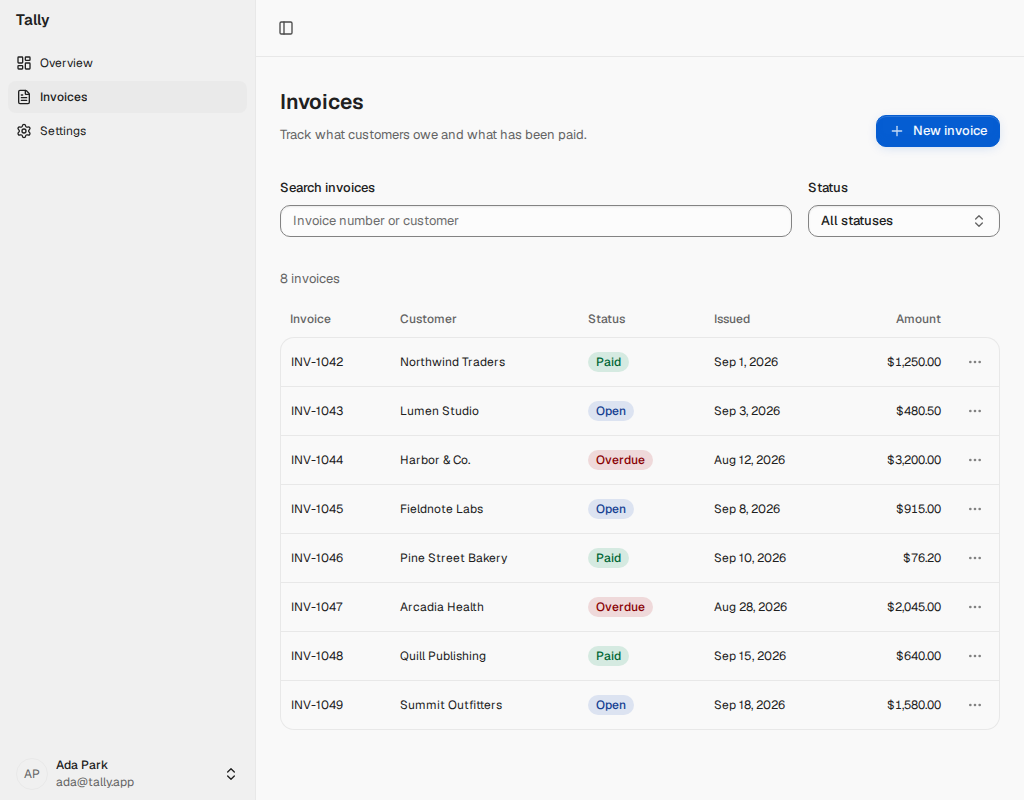 Tally
Overview
Invoices
Settings
Invoices
Track what customers owe and what has been paid.
New invoice
Search invoices
Status
Invoice number or customer
All statuses
8 invoices
Invoice Customer Status Issued Amount
INV-1042 Northwind Traders Paid Sep 1, 2026 $1,250.00
INV-1043 Lumen Studio Open Sep 3, 2026 $480.50
INV-1044 Harbor & Co. Overdue Aug 12, 2026 $3,200.00
INV-1045 Fieldnote Labs Open Sep 8, 2026 $915.00
INV-1046 Pine Street Bakery Paid Sep 10, 2026 $76.20
INV-1047 Arcadia Health Overdue Aug 28, 2026 $2,045.00
INV-1048 Quill Publishing Paid Sep 15, 2026 $640.00
INV-1049 Summit Outfitters Open Sep 18, 2026 $1,580.00
AP
Ada Park
ada@tally.app